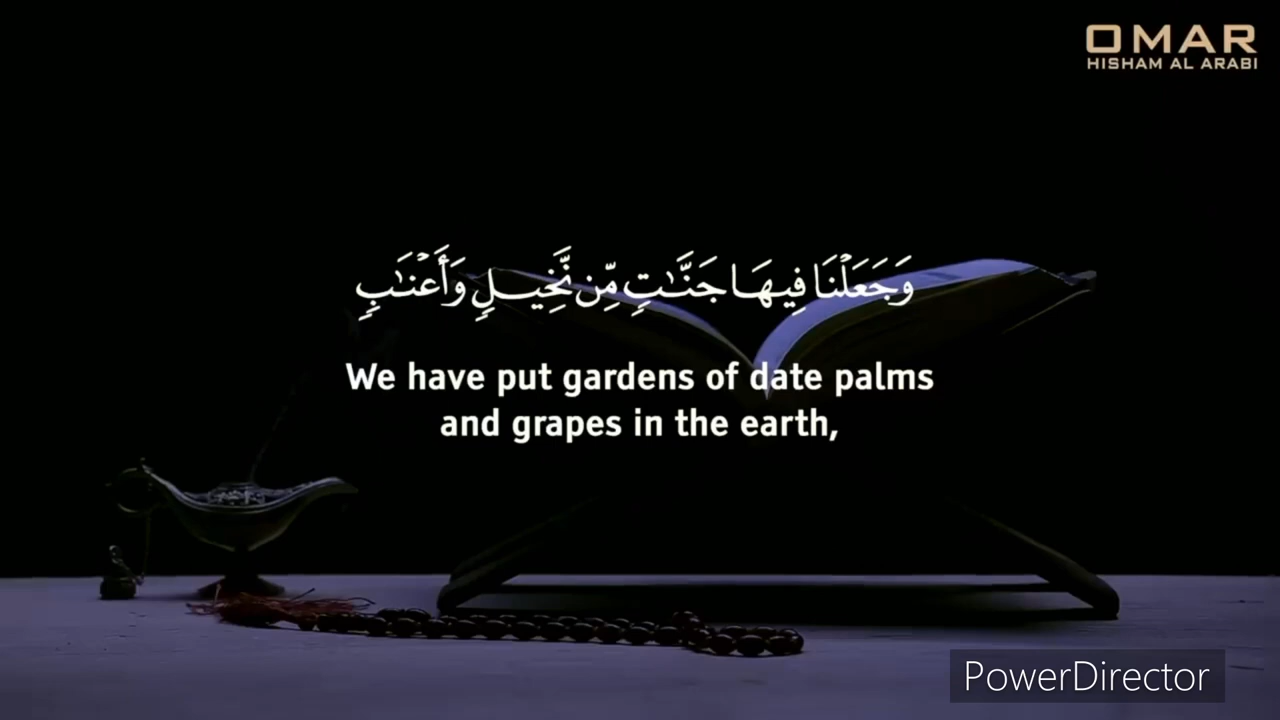 OMAR
HISHAM AL ARABI
وَجَعَلْنَا فِيهَا جَنَّٰتٍ مِّن نَّخِيلٍ وَأَعْنَٰبٍ
We have put gardens of date palms
and grapes in the earth,
PowerDirector